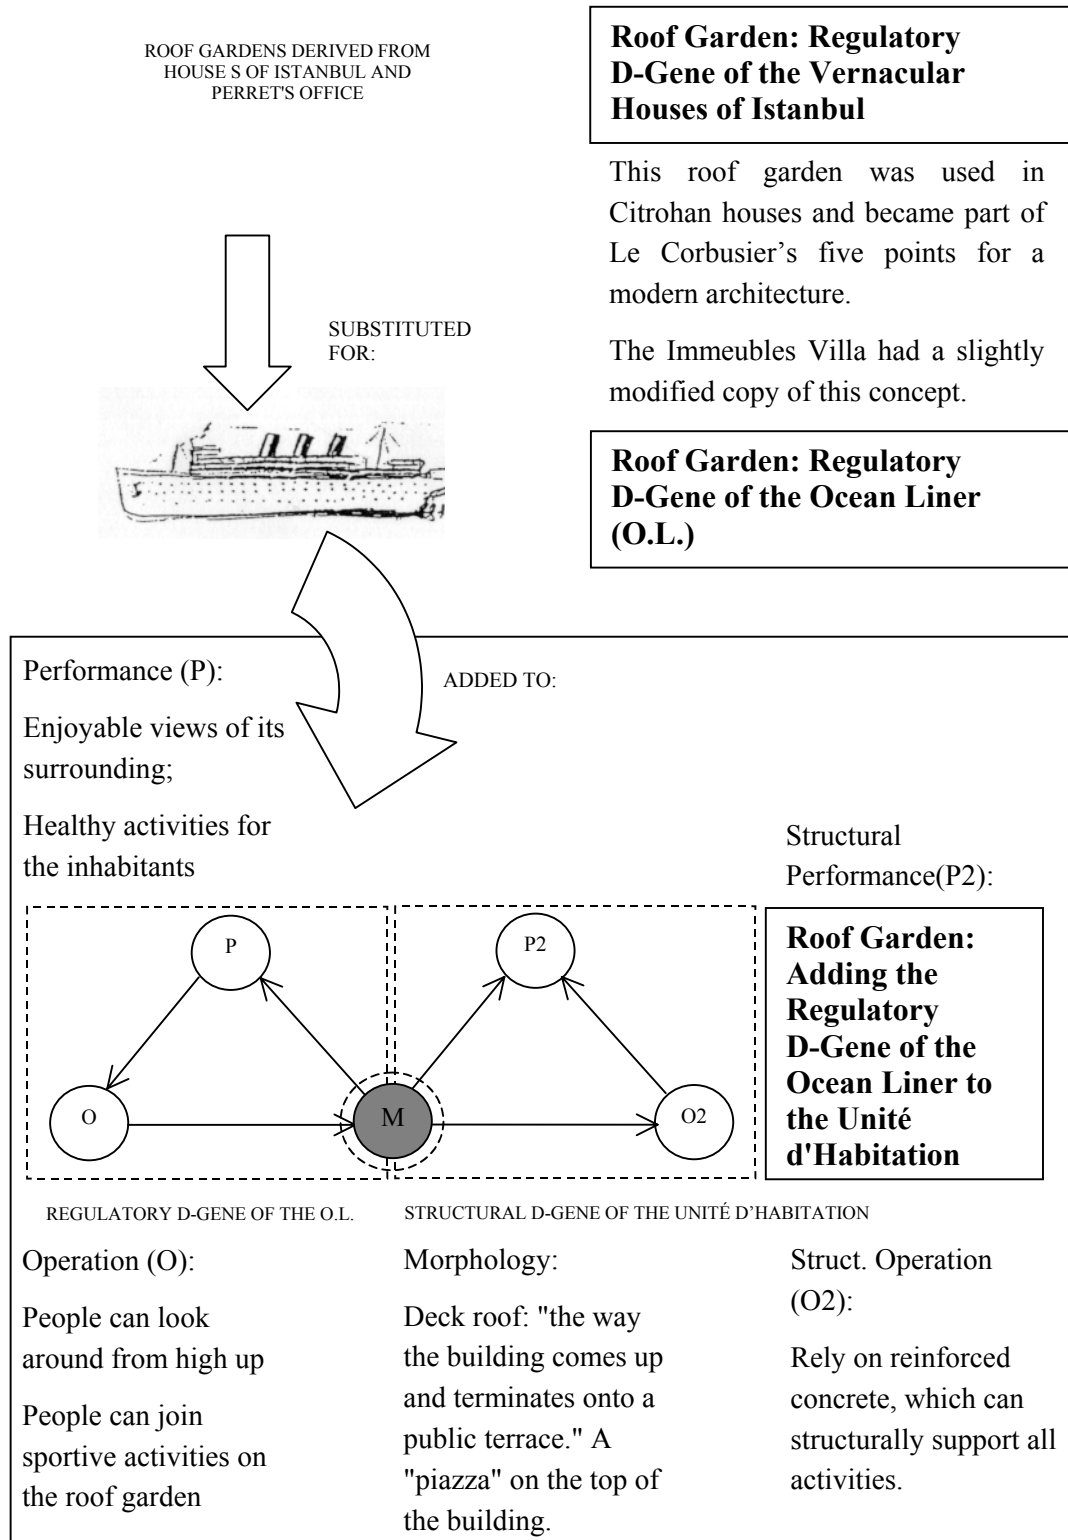 ROOF GARDENS DERIVED FROM
HOUSE S OF ISTANBUL AND
PERRET'S OFFICE
Roof Garden: Regulatory
D-Gene of the Vernacular
Houses of Istanbul
This roof garden was used in
Citrohan houses and became part of
Le Corbusier’s five points for a
modern architecture.
The Immeubles Villa had a slightly
modified copy of this concept.
SUBSTITUTED
FOR:
Roof Garden: Regulatory
D-Gene of the Ocean Liner
(O.L.)
Performance (P):
Enjoyable views of its
surrounding;
Healthy activities for
the inhabitants
ADDED TO:
Structural
Performance(P2):
P
P2
O
M
O2
Roof Garden:
Adding the
Regulatory
D-Gene of the
Ocean Liner to
the Unité
d'Habitation
REGULATORY D-GENE OF THE O.L.
STRUCTURAL D-GENE OF THE UNITÉ D’HABITATION
Operation (O):
People can look
around from high up
People can join
sportive activities on
the roof garden
Morphology:
Deck roof: "the way
the building comes up
and terminates onto a
public terrace." A
"piazza" on the top of
the building.
Struct. Operation
(O2):
Rely on reinforced
concrete, which can
structurally support all
activities.